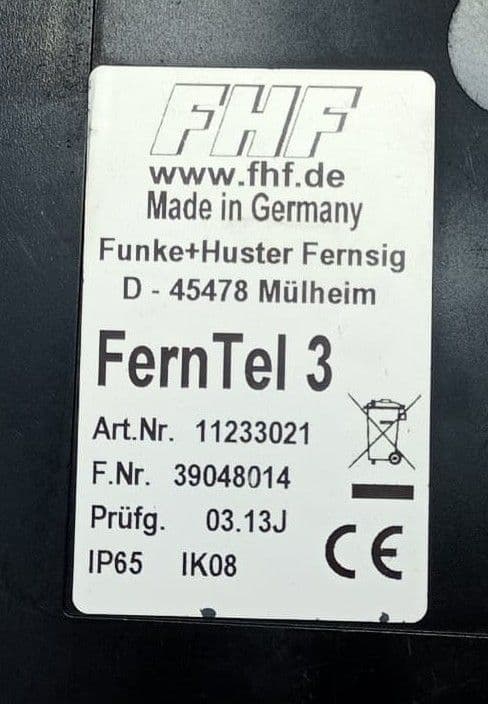 FHF
www.fhf.de
Made in Germany
Funke+Huster Fernsig
D - 45478 Mülheim
FernTel 3
Art.Nr. 11233021
F.Nr. 39048014
Prüfg. 03.13J
IP65 IK08
CE